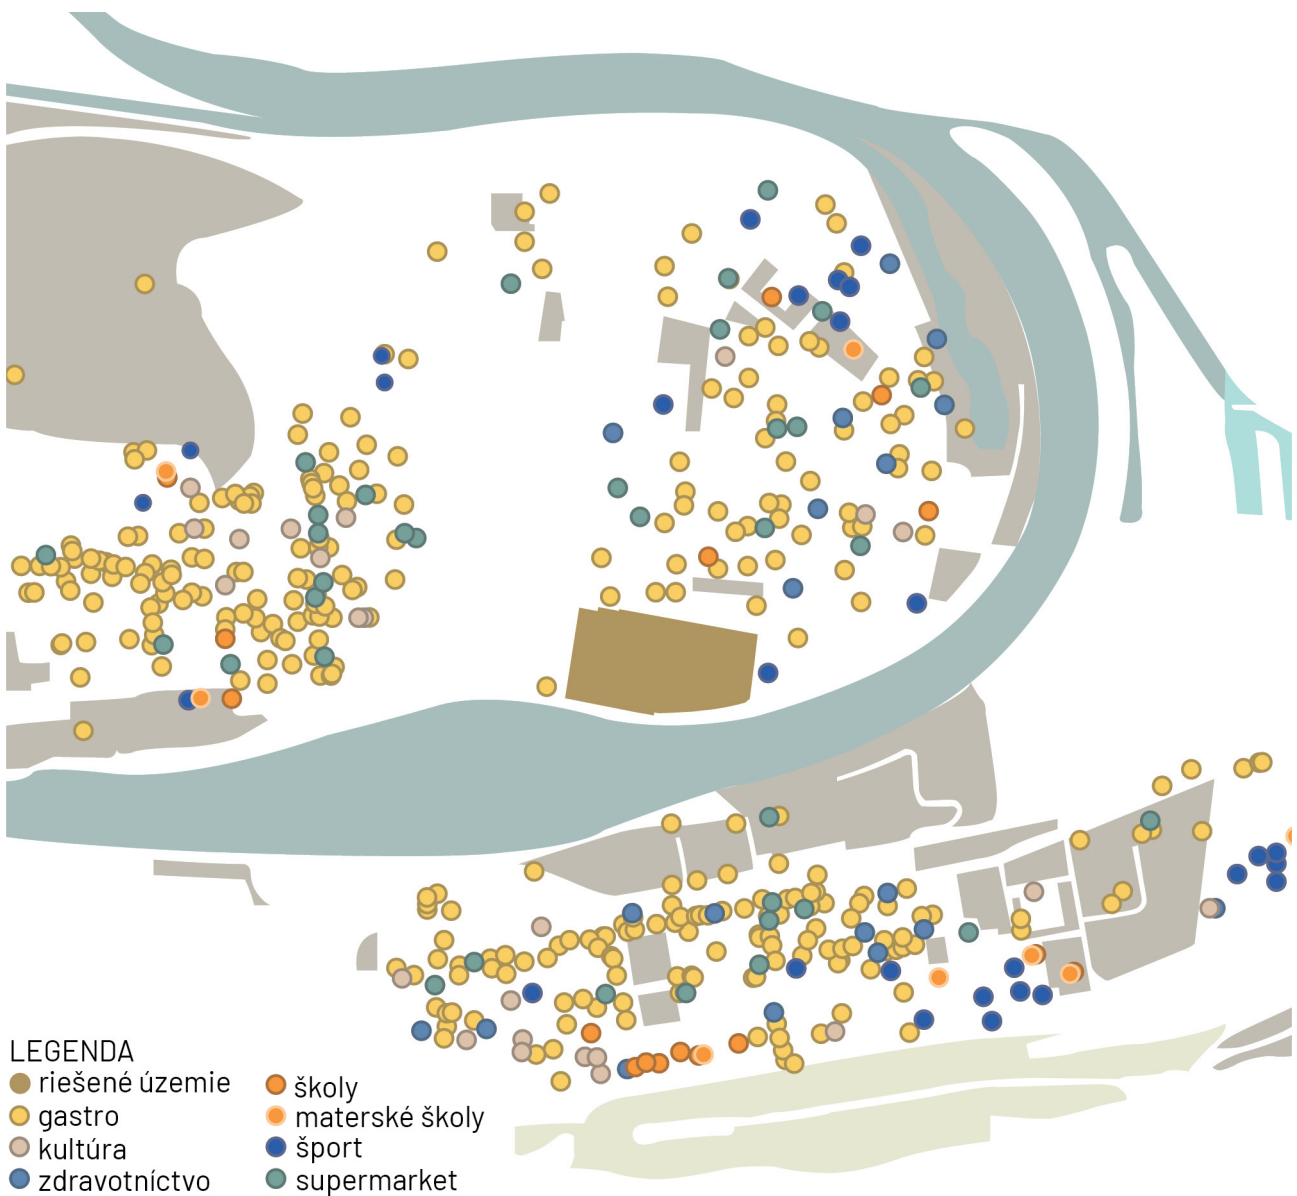 LEGENDA
riešené územie
gastro
kultúra
zdravotníctvo
školy
materské školy
šport
supermarket